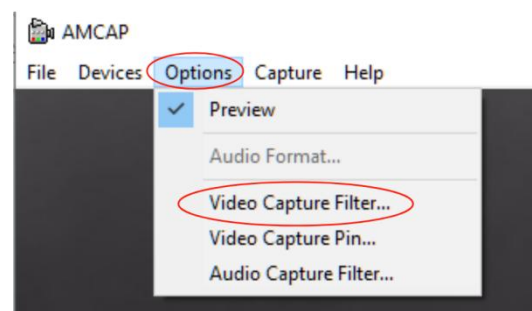 AMCAP
File Devices Options Capture Help
Preview
Audio Format...
Video Capture Filter...
Video Capture Pin...
Audio Capture Filter...